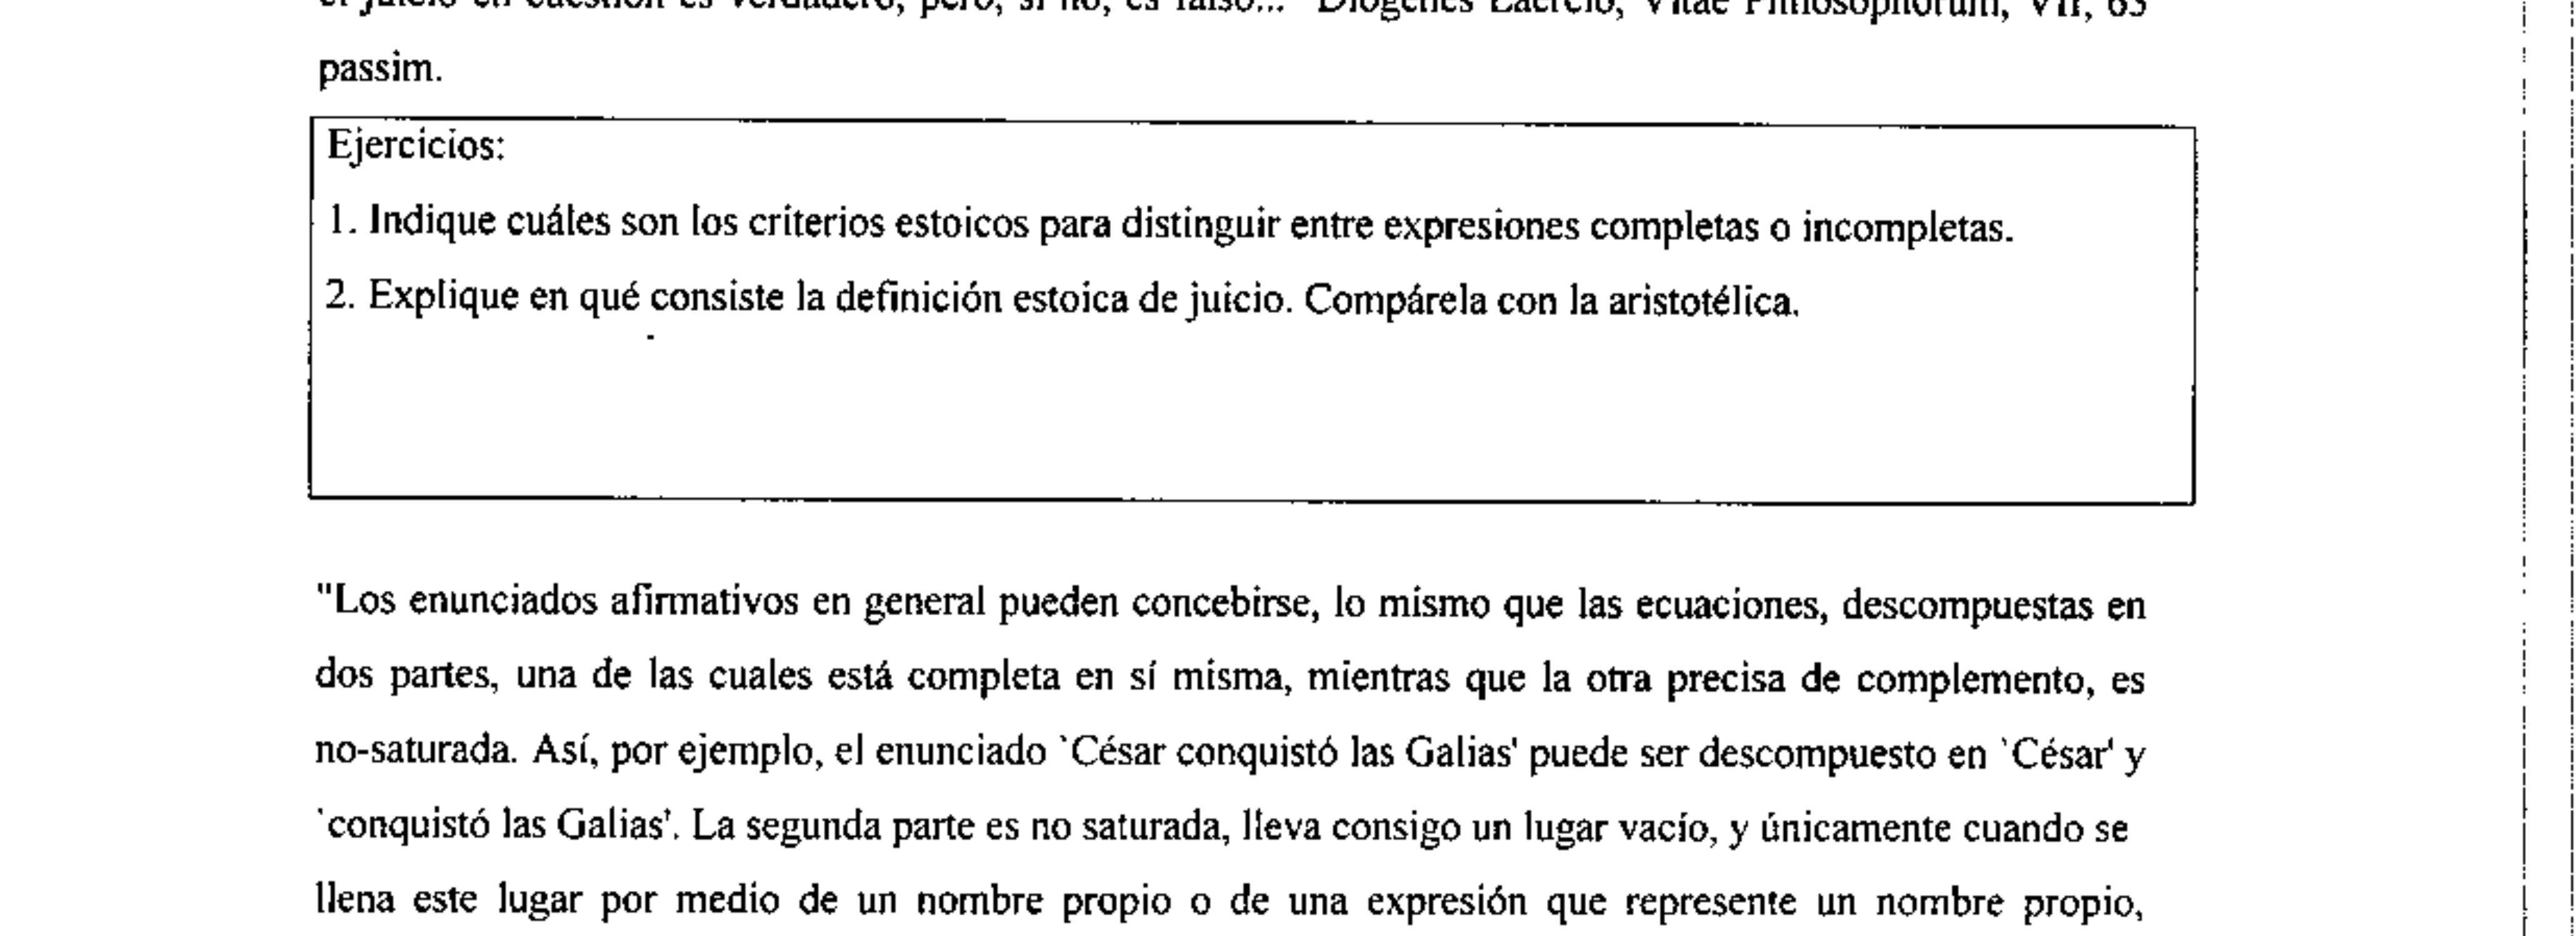 el juicio en cuestión es verdadero, pero, si no, es falso..." Diógenes Laercio, Vitae Philosophorum, VII, 63
passim.
Ejercicios:
1. Indique cuáles son los criterios estoicos para distinguir entre expresiones completas o incompletas.
2. Explique en qué consiste la definición estoica de juicio. Compárela con la aristotélica.
"Los enunciados afirmativos en general pueden concebirse, lo mismo que las ecuaciones, descompuestas en
dos partes, una de las cuales está completa en sí misma, mientras que la otra precisa de complemento, es
no-saturada. Así, por ejemplo, el enunciado `César conquistó las Galias' puede ser descompuesto en `César' y
`conquistó las Galias'. La segunda parte es no saturada, lleva consigo un lugar vacío, y únicamente cuando se
llena este lugar por medio de un nombre propio o de una expresión que represente un nombre propio,